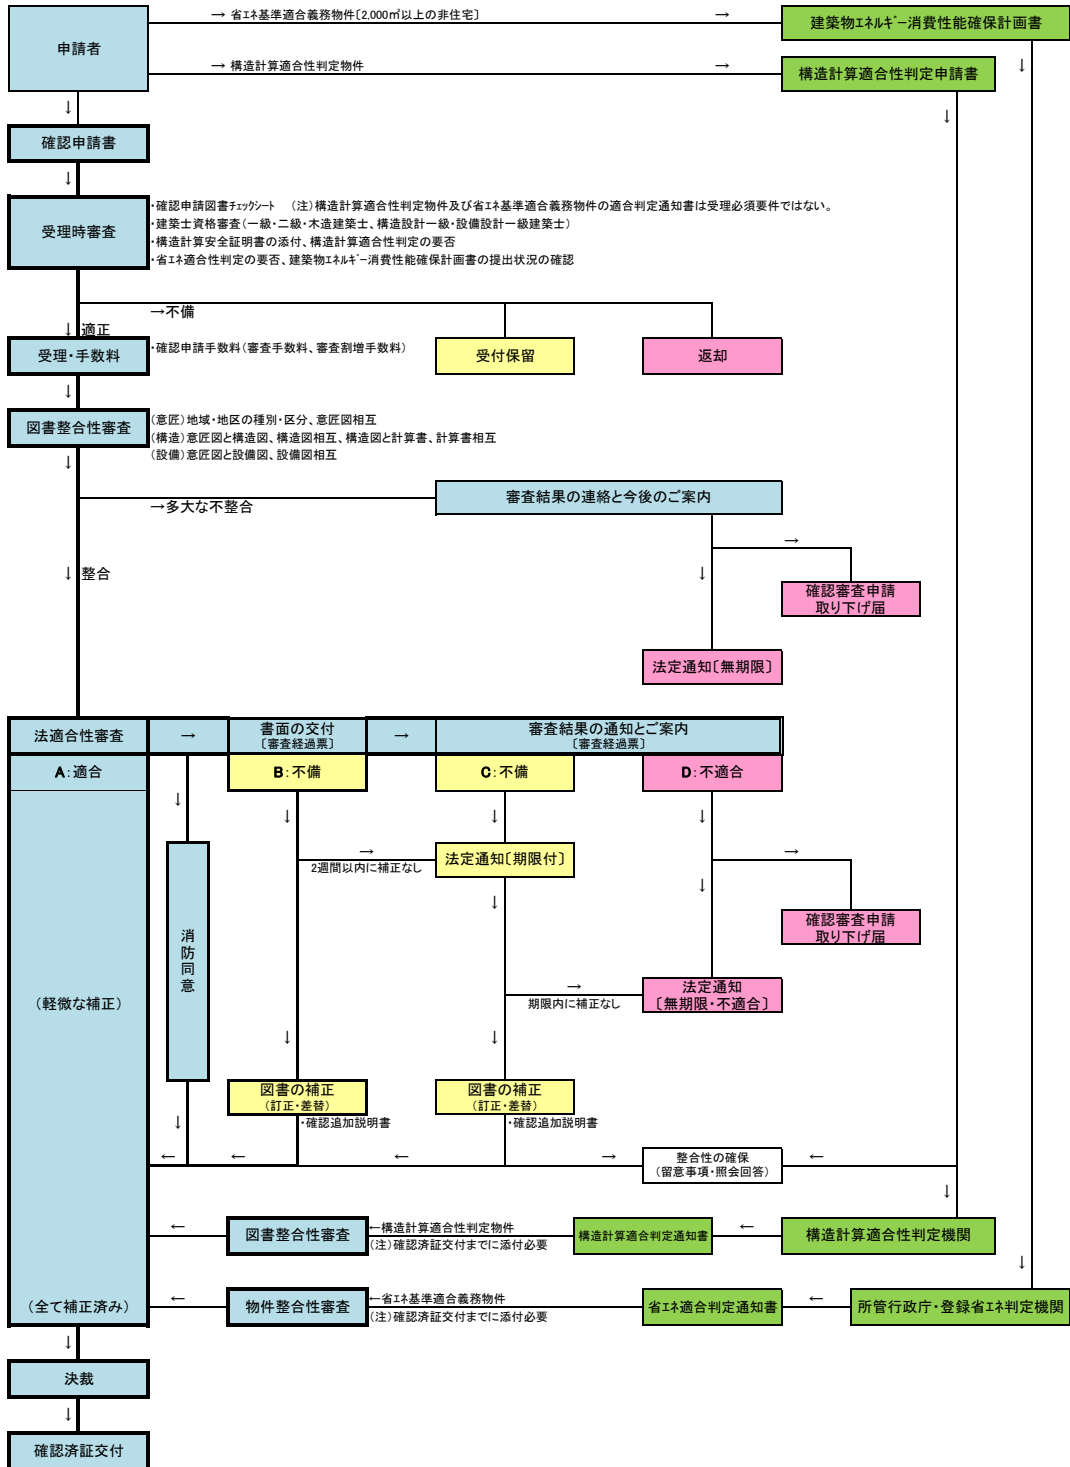 → 省エネ基準適合義務物件〔2,000㎡以上の非住宅〕 →
建築物エネルギー消費性能確保計画書
申請者
↓
→ 構造計算適合性判定物件 →
構造計算適合性判定申請書
↓
↓
確認申請書
↓
受理時審査
・確認申請図書チェックシート （注）構造計算適合性判定物件及び省エネ基準適合義務物件の適合判定通知書は受理必須要件ではない。
・建築士資格審査（一級・二級・木造建築士、構造設計一級・設備設計一級建築士）
・構造計算安全証明書の添付、構造計算適合性判定の要否
・省エネ適合性判定の要否、建築物エネルギー消費性能確保計画書の提出状況の確認
→不備
↓ 適正
受理・手数料
・確認申請手数料（審査手数料、審査割増手数料）
受付保留
返却
↓
図書整合性審査
（意匠）地域・地区の種別・区分、意匠図相互
（構造）意匠図と構造図、構造図相互、構造図と計算書、計算書相互
（設備）意匠図と設備図、設備図相互
↓
審査結果の連絡と今後のご案内
→多大な不整合
→
↓ 整合
↓
確認審査申請
取り下げ届
法定通知〔無期限〕
法適合性審査
→
書面の交付
〔審査経過票〕
→
審査結果の通知とご案内
〔審査経過票〕
A：適合
B：不備
C：不備
D：不適合
↓
↓
↓
↓
→
2週間以内に補正なし
法定通知〔期限付〕
→
↓
↓
確認審査申請
取り下げ届
消防同意
→
期限内に補正なし
法定通知
〔無期限・不適合〕
（軽微な補正）
↓
↓
図書の補正
（訂正・差替）
図書の補正
（訂正・差替）
↓
・確認追加説明書
・確認追加説明書
←
←
←
→
整合性の確保
（留意事項・照会回答）
←
↓
←
図書整合性審査
←構造計算適合性判定物件
（注）確認済証交付までに添付必要
構造計算適合判定通知書
←
構造計算適合性判定機関
↓
（全て補正済み）
←
物件整合性審査
←省エネ基準適合義務物件
（注）確認済証交付までに添付必要
省エネ適合判定通知書
←
所管行政庁・登録省エネ判定機関
↓
決裁
↓
確認済証交付